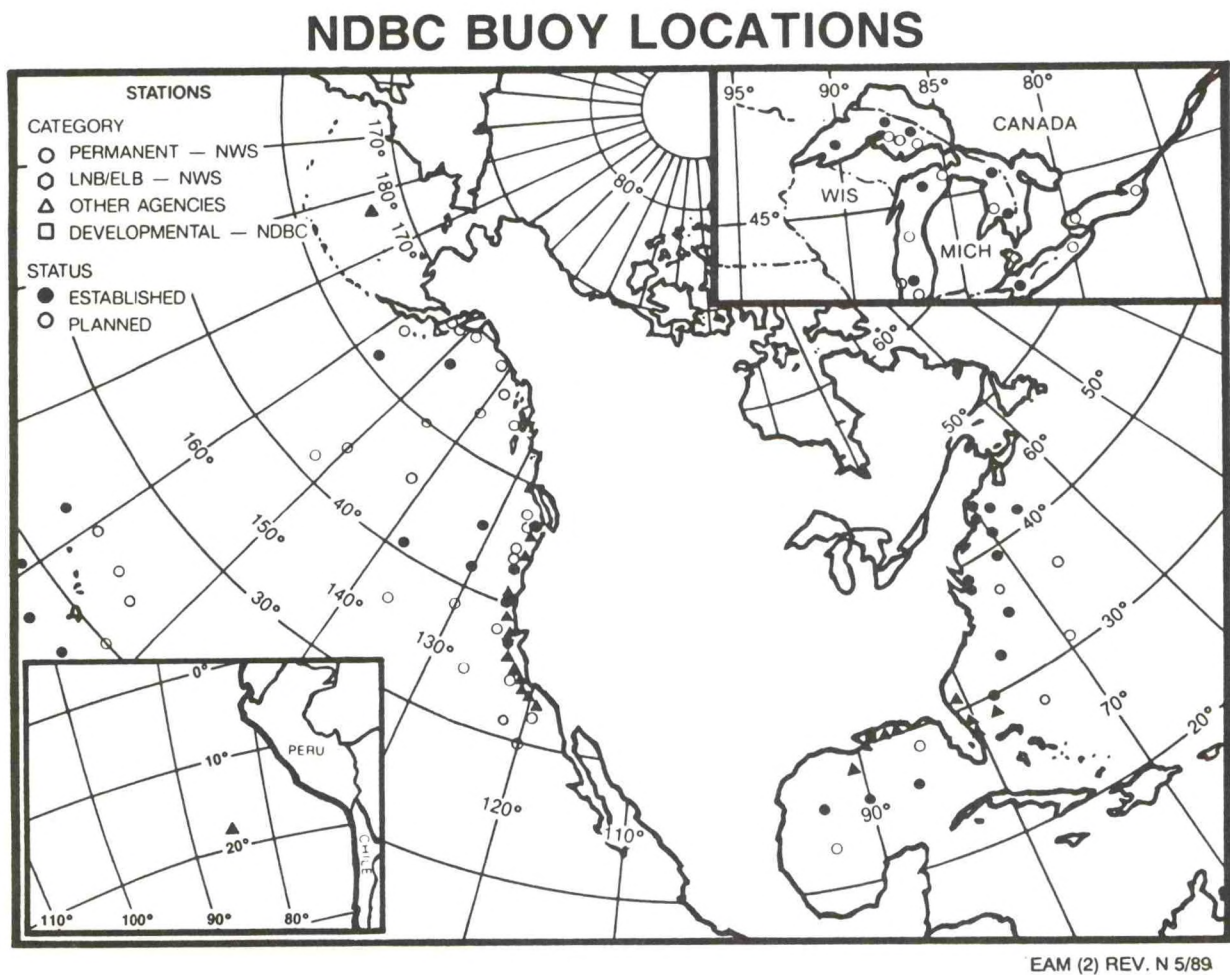 NDBC BUOY LOCATIONS
STATIONS
CATEGORY
PERMANENT — NWS
LNB/ELB — NWS
OTHER AGENCIES
DEVELOPMENTAL — NDBC
STATUS
ESTABLISHED
PLANNED
170°
180°
170°
80°
95°
90°
85°
80°
CANADA
WIS
45°
MICH
60°
50°
50°
60°
160°
40°
150°
40°
30°
140°
130°
30°
70°
20°
120°
110°
90°
0°
PERU
10°
20°
CHILE
110°
100°
90°
80°
EAM (2) REV. N 5/89